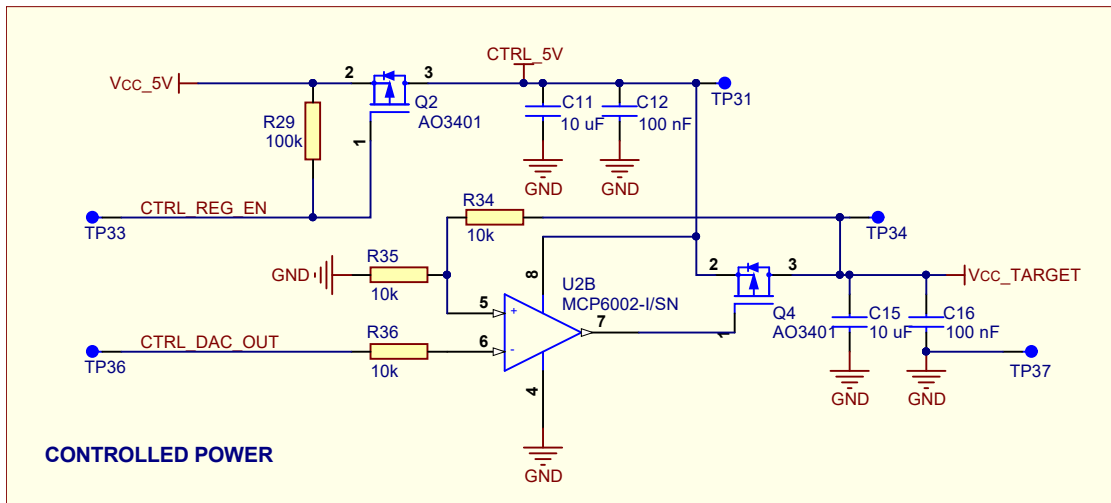 CTRL_5V
VCC_5V
2
3
Q2
AO3401
1
R29
100k
C11
10 uF
C12
100 nF
TP31
GND
GND
CTRL_REG_EN
TP33
R34
10k
TP34
GND
R35
10k
8
U2B
MCP6002-I/SN
2
3
VCC_TARGET
5
+
7
1
Q4
AO3401
C15
10 uF
C16
100 nF
CTRL_DAC_OUT
TP36
R36
10k
6
-
4
TP37
GND
GND
GND
CONTROLLED POWER